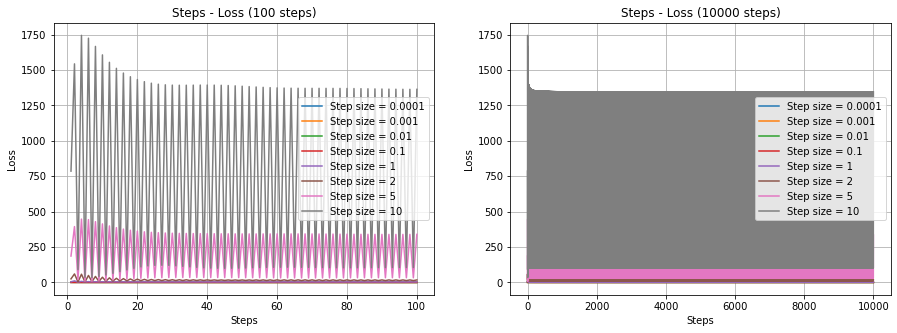 Steps - Loss (100 steps)
1750
1500
1250
1000
750
500
250
0
Loss
0
20
40
60
80
100
Steps
Step size = 0.0001
Step size = 0.001
Step size = 0.01
Step size = 0.1
Step size = 1
Step size = 2
Step size = 5
Step size = 10
Steps - Loss (10000 steps)
1750
1500
1250
1000
750
500
250
0
Loss
0
2000
4000
6000
8000
10000
Steps
Step size = 0.0001
Step size = 0.001
Step size = 0.01
Step size = 0.1
Step size = 1
Step size = 2
Step size = 5
Step size = 10